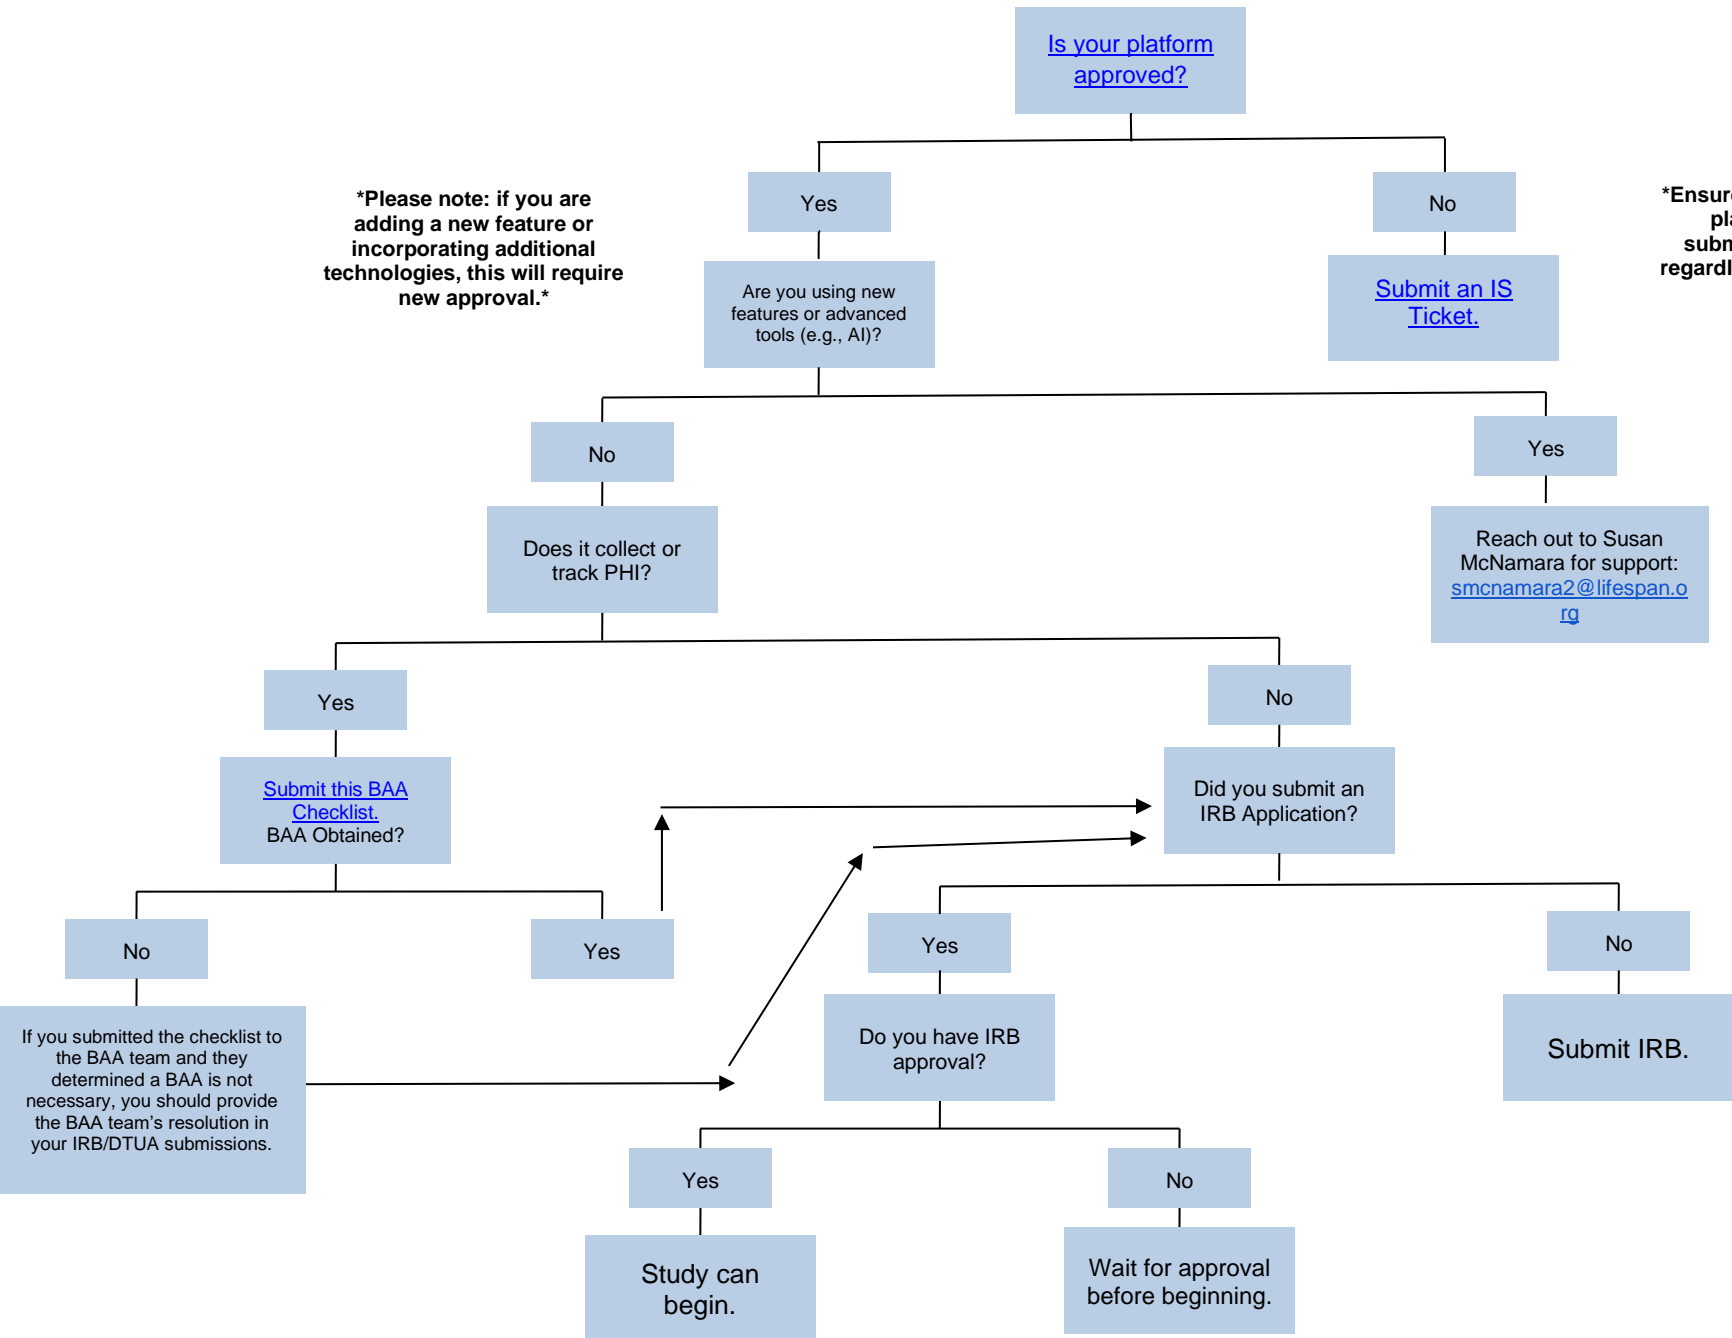 Is your platform
approved?
*Please note: if you are
adding a new feature or
incorporating additional
technologies, this will require
new approval.*
Yes
No
*Ensure
Are you using new
features or advanced
tools (e.g., AI)?
Submit an IS
Ticket.
No
Yes
Does it collect or
track PHI?
Reach out to Susan
McNamara for support:
smcnamara2@lifespan.o
rg
Yes
No
Submit this BAA
Checklist.
BAA Obtained?
Did you submit an
IRB Application?
No
Yes
Yes
No
If you submitted the checklist to
the BAA team and they
determined a BAA is not
necessary, you should provide
the BAA team’s resolution in
your IRB/DTUA submissions.
Do you have IRB
approval?
Submit IRB.
Yes
No
Study can
begin.
Wait for approval
before beginning.